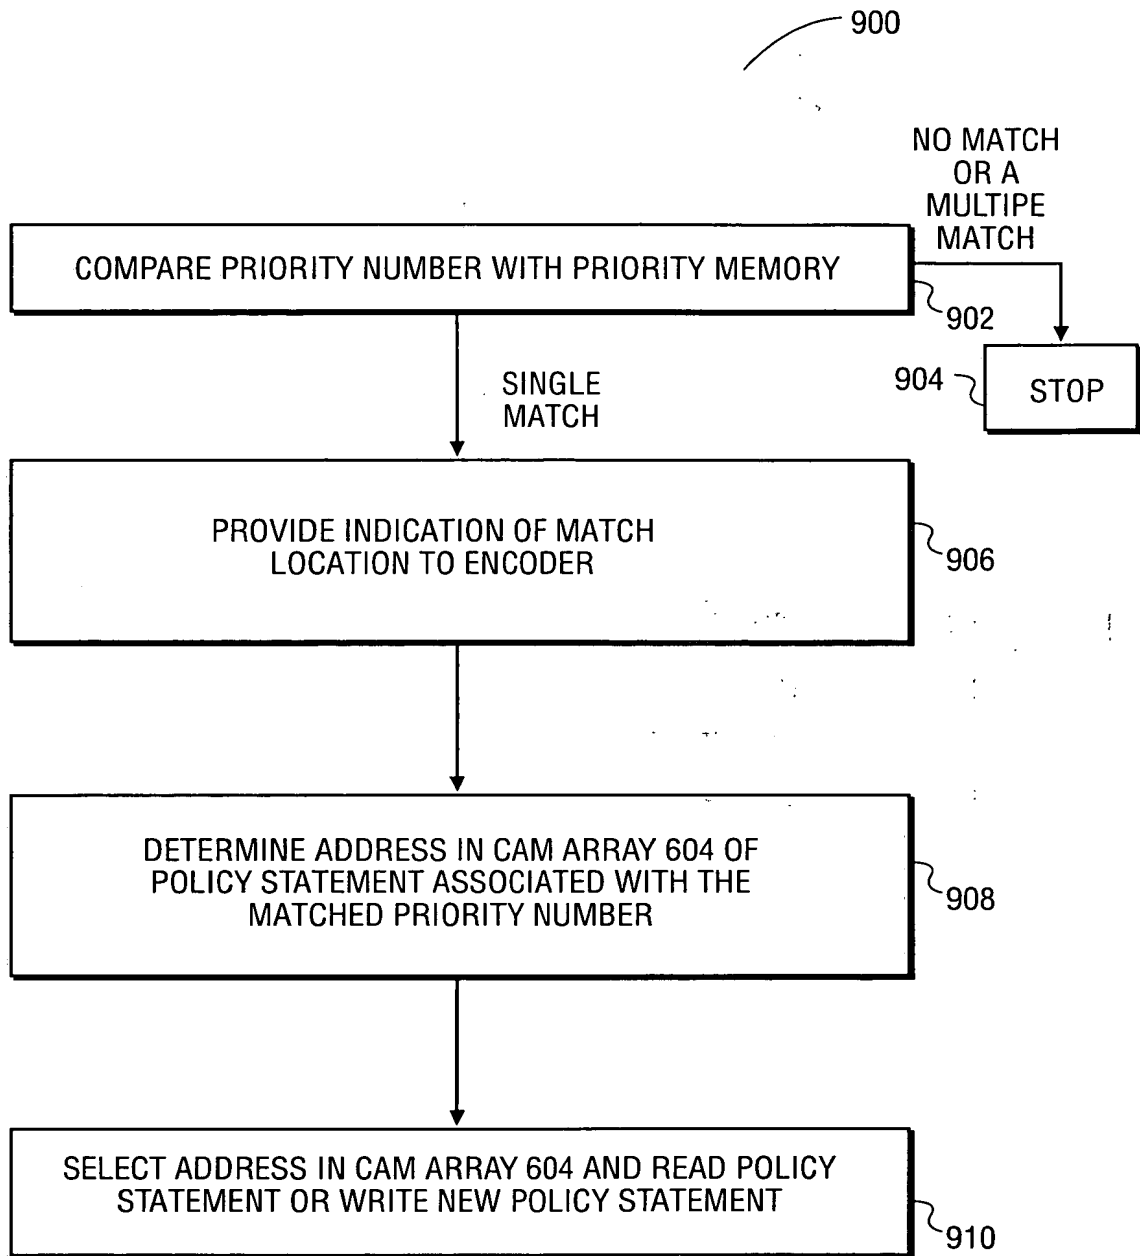 900
NO MATCH
OR A
MULTIPE
MATCH
COMPARE PRIORITY NUMBER WITH PRIORITY MEMORY
902
904
STOP
SINGLE
MATCH
PROVIDE INDICATION OF MATCH
LOCATION TO ENCODER
906
DETERMINE ADDRESS IN CAM ARRAY 604 OF
POLICY STATEMENT ASSOCIATED WITH THE
MATCHED PRIORITY NUMBER
908
SELECT ADDRESS IN CAM ARRAY 604 AND READ POLICY
STATEMENT OR WRITE NEW POLICY STATEMENT
910